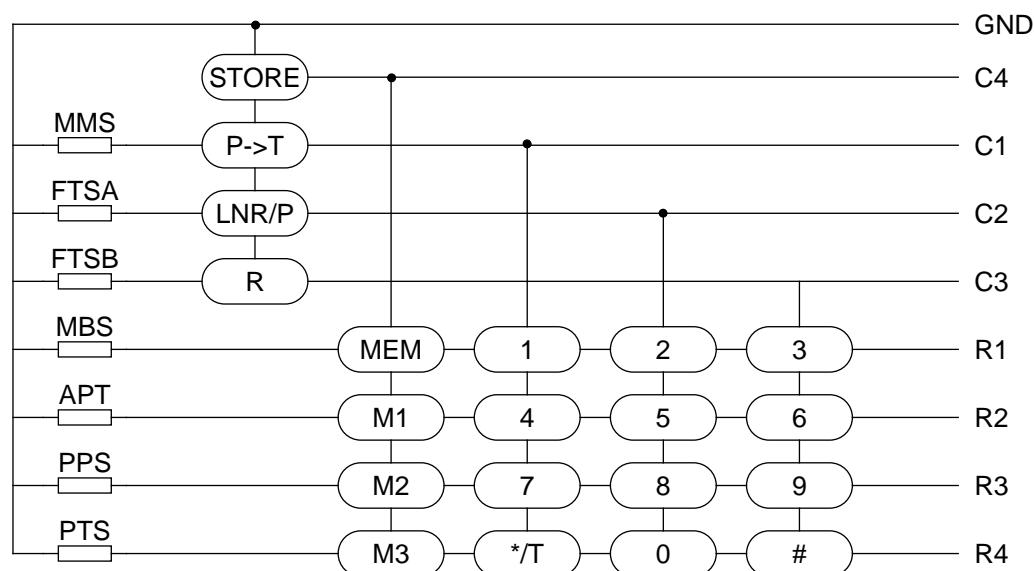 GND
STORE C4
MMS
P->T C1
FTSA
LNR/P C2
FTSB
R C3
MBS
MEM 1 2 3 R1
APT
M1 4 5 6 R2
PPS
M2 7 8 9 R3
PTS
M3 */T 0 # R4